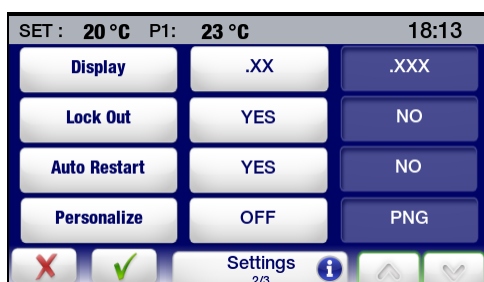 SET : 20 °C P1: 23 °C 18:13
Display .XX .XXX
Lock Out YES NO
Auto Restart YES NO
Personalize OFF PNG
Settings
2/3